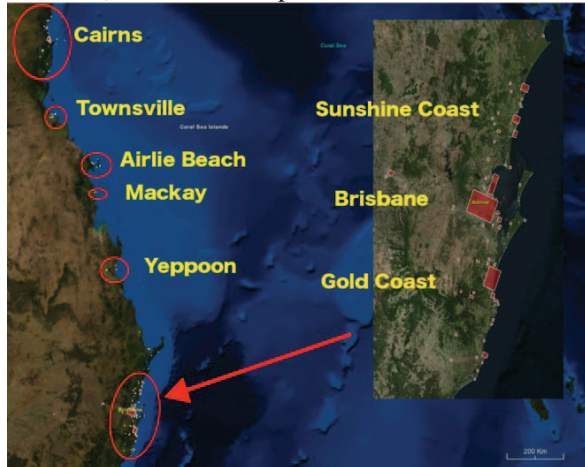 Cairns
Coral Sea
Townsville
Coral Sea Islands
Airlie Beach
Mackay
Yeppoon
Sunshine Coast
Brisbane
Gold Coast
200 Km